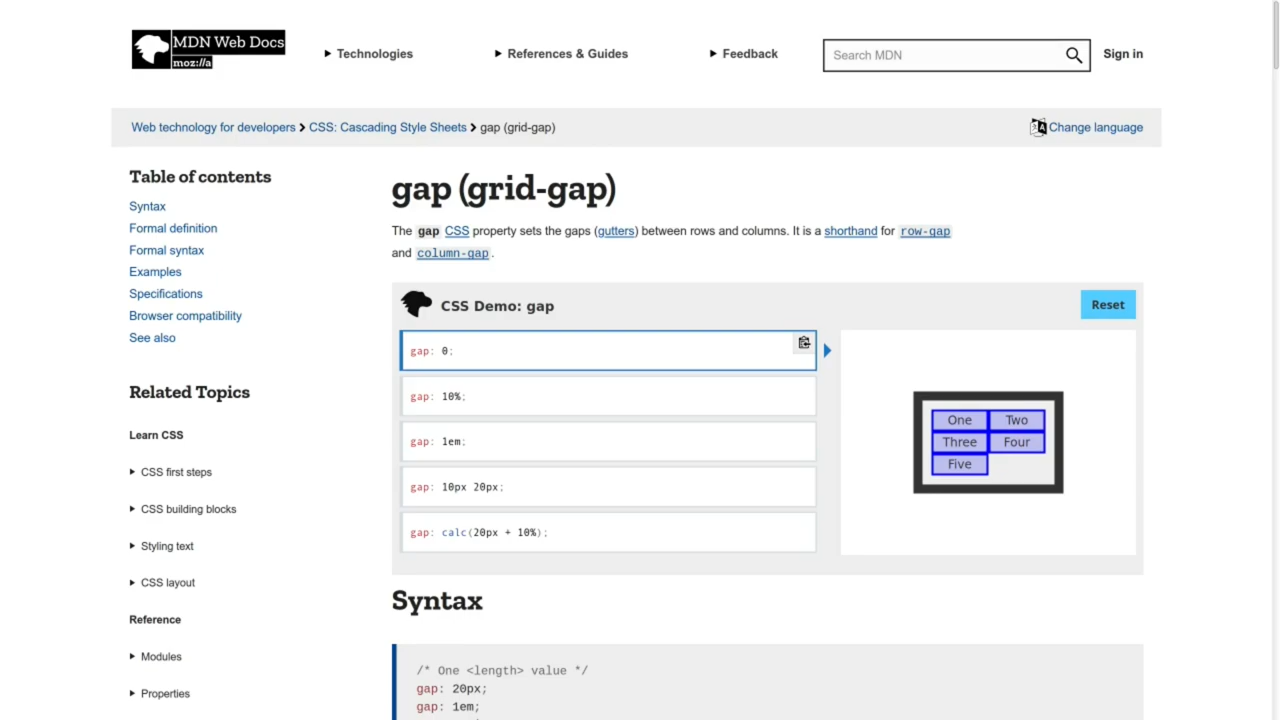 MDN Web Docs
moz://a
Technologies
References & Guides
Feedback
Search MDN
Sign in
Web technology for developers
CSS: Cascading Style Sheets
gap (grid-gap)
Change language
Table of contents
Syntax
Formal definition
Formal syntax
Examples
Specifications
Browser compatibility
See also
Related Topics
Learn CSS
CSS first steps
CSS building blocks
Styling text
CSS layout
Reference
Modules
Properties
gap (grid-gap)
The gap CSS property sets the gaps (gutters) between rows and columns. It is a shorthand for row-gap
and column-gap.
CSS Demo: gap
Reset
gap: 0;
gap: 10%;
gap: 1em;
gap: 10px 20px;
gap: calc(20px + 10%);
One Two
Three Four
Five
Syntax
/* One <length> value */
gap: 20px;
gap: 1em;